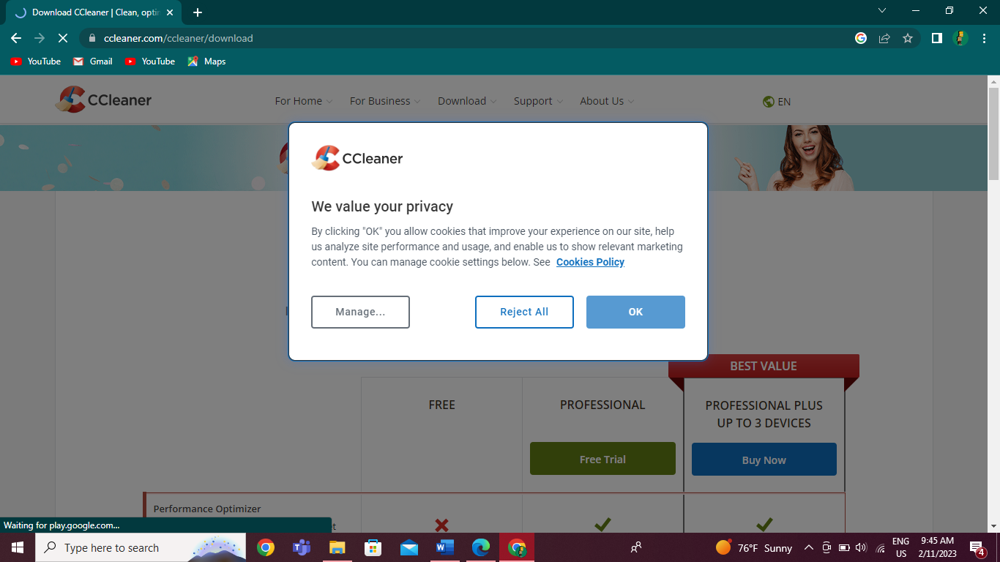 Download CCleaner | Clean, optin
ccleaner.com/ccleaner/download
YouTube
Gmail
YouTube
Maps
CCleaner
For Home
For Business
Download
Support
About Us
EN
CCleaner
We value your privacy
By clicking "OK" you allow cookies that improve your experience on our site, help
us analyze site performance and usage, and enable us to show relevant marketing
content. You can manage cookie settings below. See Cookies Policy
Manage...
Reject All
OK
BEST VALUE
FREE
PROFESSIONAL
PROFESSIONAL PLUS
UP TO 3 DEVICES
Free Trial
Buy Now
Performance Optimizer
Waiting for play.google.com...
Type here to search
76°F Sunny
ENG
US
9:45 AM
2/11/2023
4